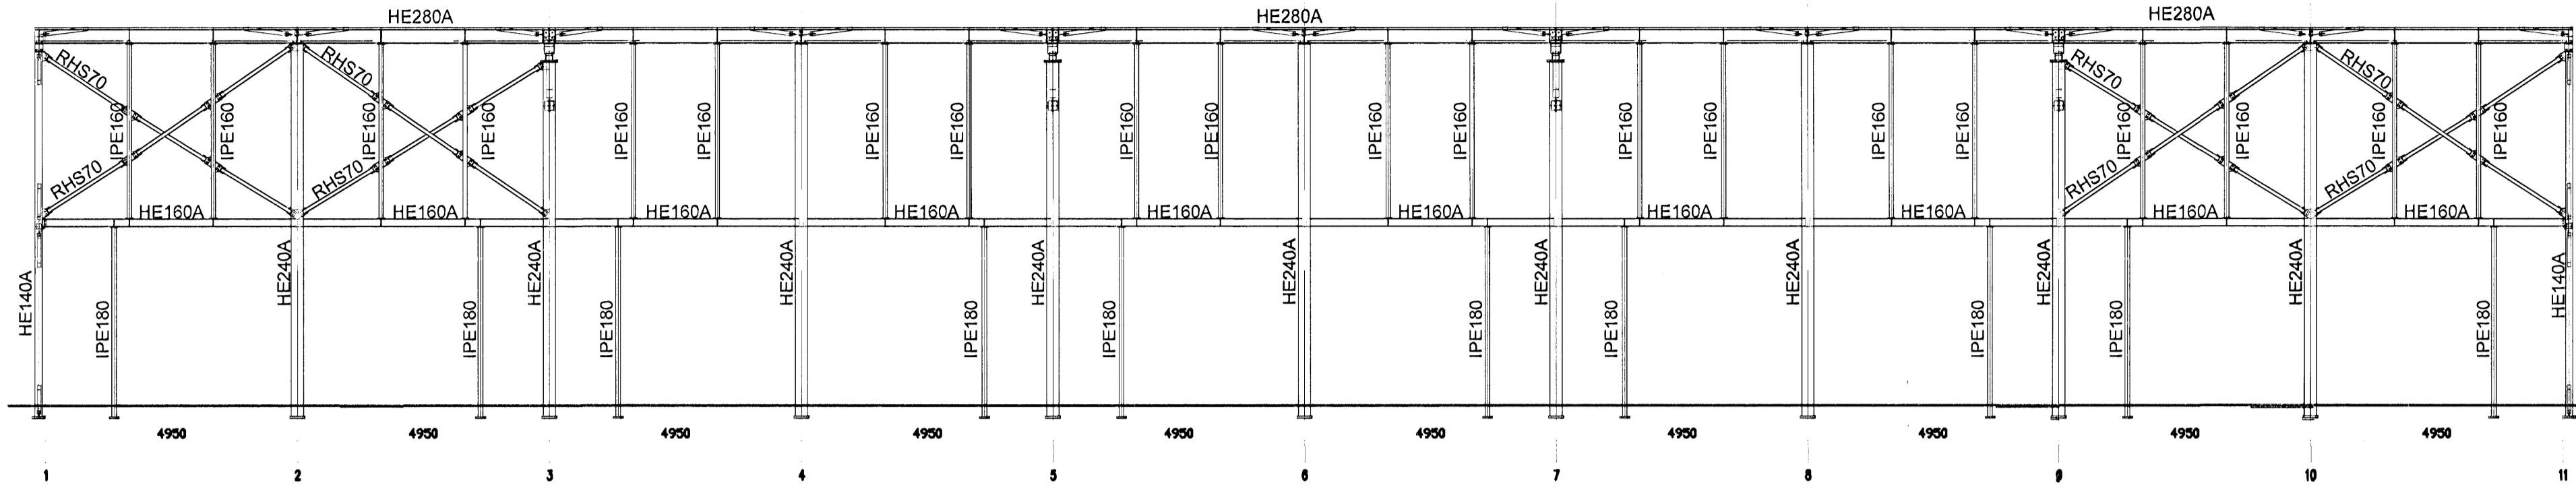 HE280A HE280A HE280A
RHS70 RHS70 RHS70 RHS70
IPE160 IPE160 IPE160 IPE160 IPE160 IPE160 IPE160 IPE160 IPE160 IPE160 IPE160 IPE160 IPE160 IPE160 IPE160 IPE160 IPE160 IPE160 IPE160 IPE160
RHS70 RHS70 RHS70 RHS70
HE160A HE160A HE160A HE160A HE160A HE160A HE160A HE160A HE160A
HE140A HE240A HE240A HE240A HE240A HE240A HE240A HE240A HE240A HE240A HE140A
IPE180 IPE180 IPE180 IPE180 IPE180 IPE180 IPE180 IPE180 IPE180 IPE180
4950 4950 4950 4950 4950 4950 4950 4950 4950 4950
1 2 3 4 5 6 7 8 9 10 11